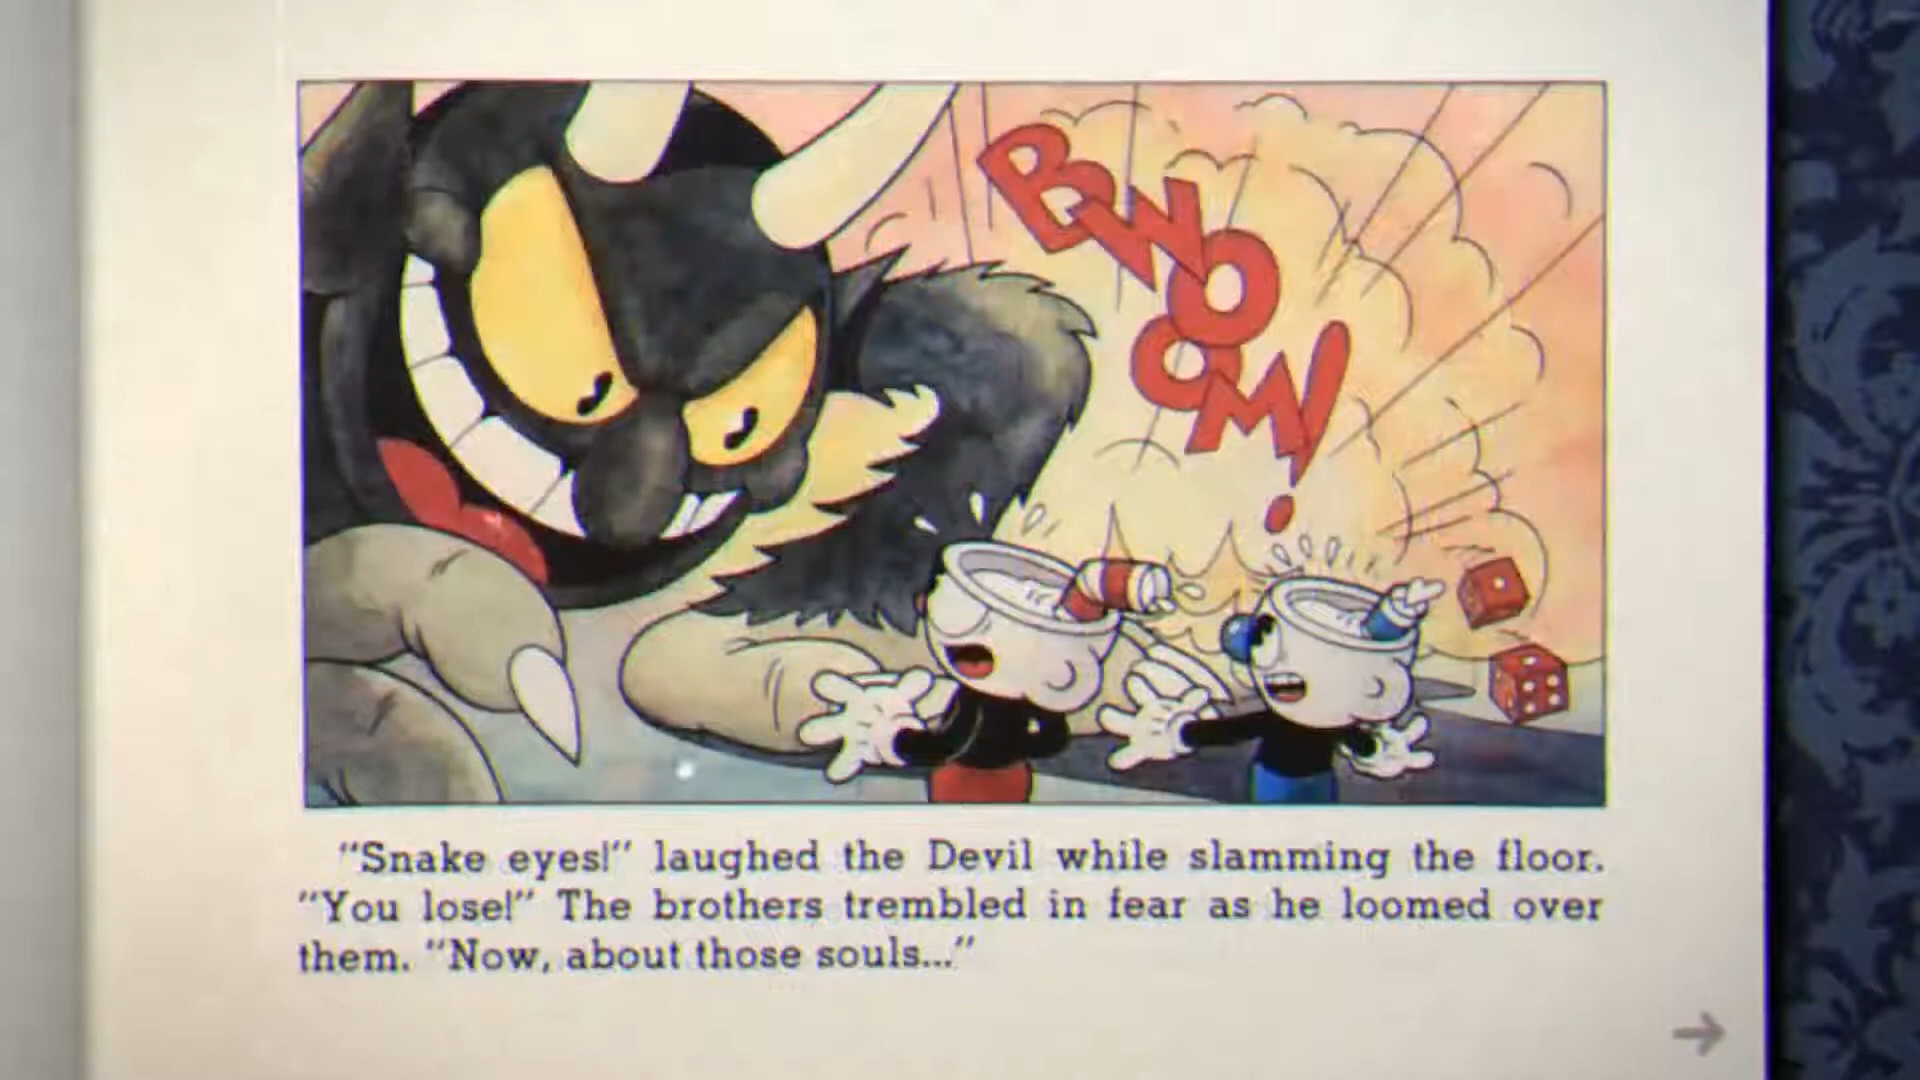 BWOOM!
“Snake eyes!” laughed the Devil while slamming the floor.
“You lose!” The brothers trembled in fear as he loomed over
them. “Now, about those souls...”